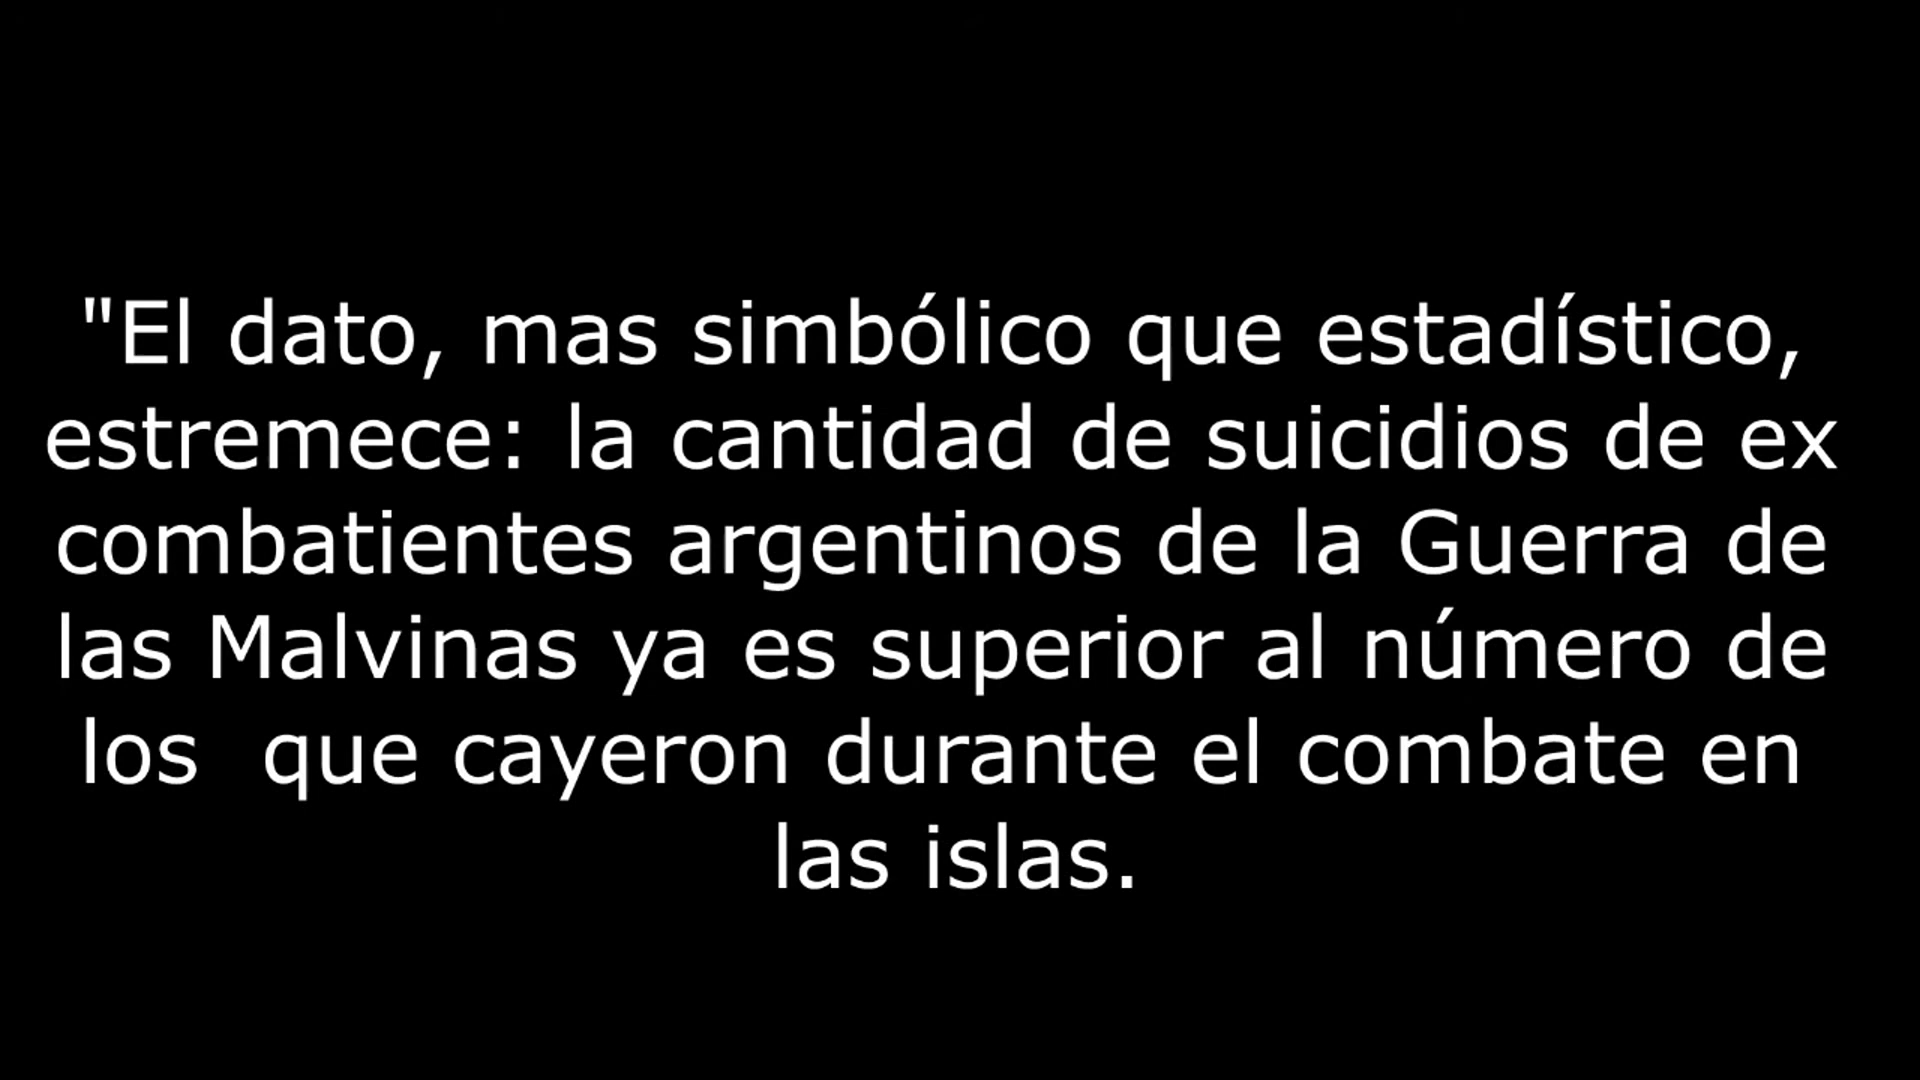 "El dato, mas simbólico que estadístico,
estremece: la cantidad de suicidios de ex
combatientes argentinos de la Guerra de
las Malvinas ya es superior al número de
los  que cayeron durante el combate en
las islas.